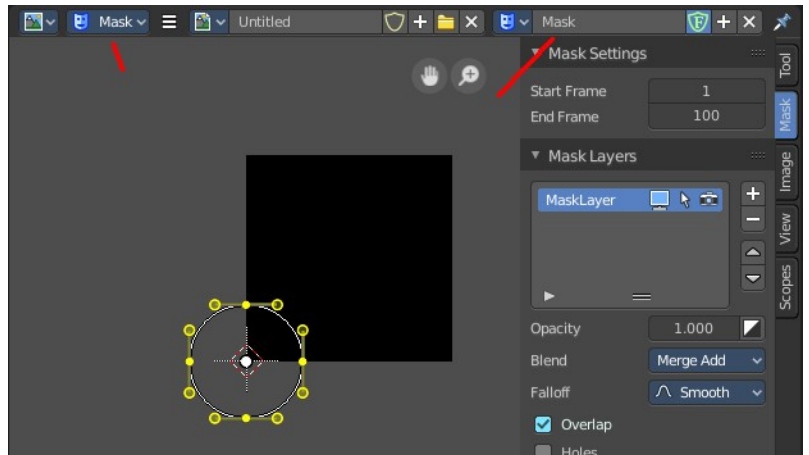 Mask
Untitled
Mask
Mask Settings
Start Frame 1
End Frame 100
Mask Layers
MaskLayer
Opacity 1.000
Blend Merge Add
Falloff Smooth
Overlap
Holes
Tool
Mask
Image
View
Scopes